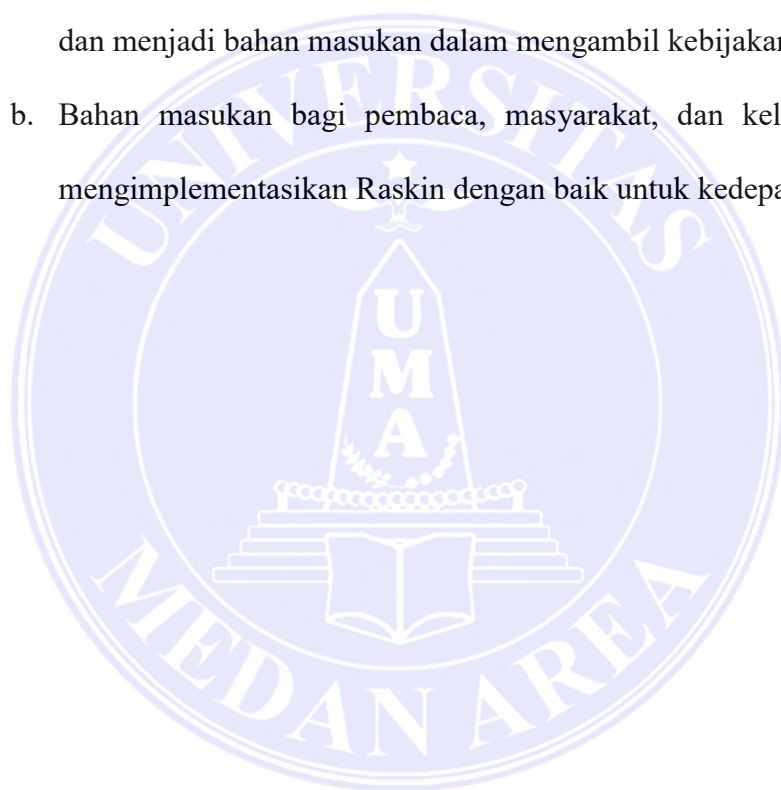 dan menjadi bahan masukan dalam mengambil kebijakan
b. Bahan masukan bagi pembaca, masyarakat, dan
mengimplementasikan Raskin dengan baik untuk
UNIVERSITAS
UMA
MEDAN AREA